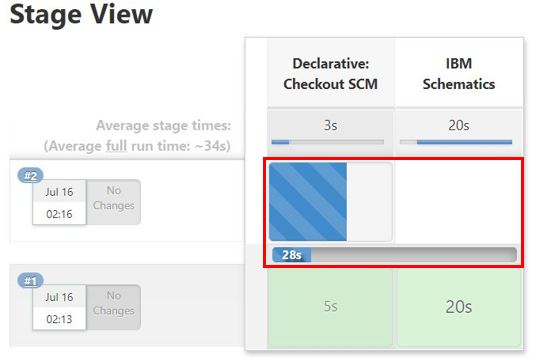 Stage View
Declarative:
Checkout SCM
IBM
Schematics
Average stage times:
(Average full run time: ~34s)
3s
20s
#2
Jul 16
02:16
No
Changes
28s
#1
Jul 16
02:13
No
Changes
5s
20s